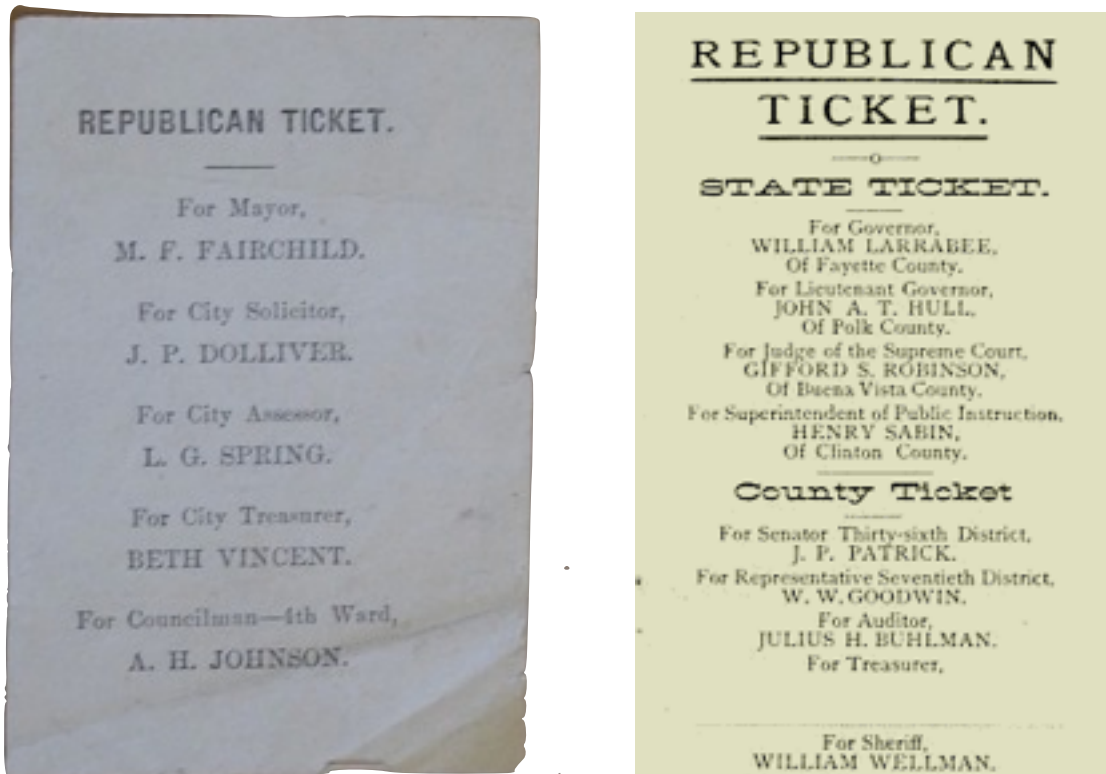 REPUBLICAN TICKET.
For Mayor,
M. F. FAIRCHILD.
For City Solicitor,
J. P. DOLLIVER.
For City Assessor,
L. G. SPRING.
For City Treasurer,
BETH VINCENT.
For Councilman—4th Ward,
A. H. JOHNSON.
REPUBLICAN
TICKET.
STATE TICKET.
For Governor,
WILLIAM LARRABEE,
Of Fayette County.
For Lieutenant Governor,
JOHN A. T. HULL,
Of Polk County.
For Judge of the Supreme Court,
GIFFORD S. ROBINSON,
Of Buena Vista County.
For Superintendent of Public Instruction,
HENRY SABIN,
Of Clinton County.
County Ticket
For Senator Thirty-sixth District,
J. P. PATRICK.
For Representative Seventieth District,
W. W. GOODWIN.
For Auditor,
JULIUS H. BUHLMAN.
For Treasurer,
For Sheriff,
WILLIAM WELLMAN.